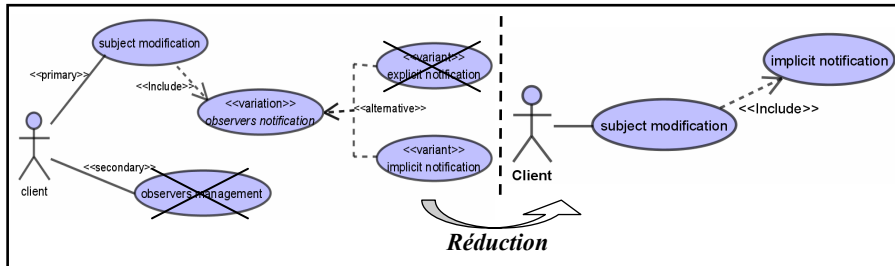 subject modification
<<primary>>
<<Include>>
<<variation>>
observers notification
<<variant>>
explicit notification
<<alternative>>
<<variant>>
implicit notification
client
<<secondary>>
observers management
implicit notification
<<Include>>
subject modification
Client
Réduction